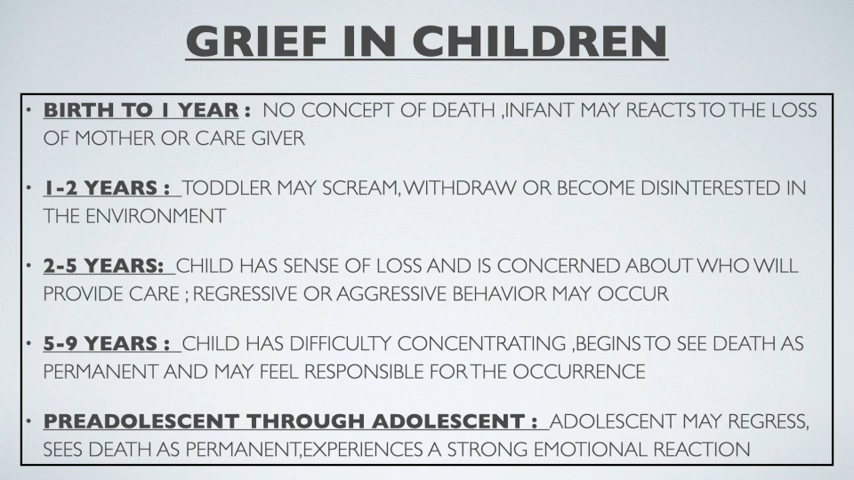 GRIEF IN CHILDREN
• BIRTH TO 1 YEAR : NO CONCEPT OF DEATH ,INFANT MAY REACTS TO THE LOSS
OF MOTHER OR CARE GIVER
• 1-2 YEARS : TODDLER MAY SCREAM, WITHDRAW OR BECOME DISINTERESTED IN
THE ENVIRONMENT
• 2-5 YEARS: CHILD HAS SENSE OF LOSS AND IS CONCERNED ABOUT WHO WILL
PROVIDE CARE ; REGRESSIVE OR AGGRESSIVE BEHAVIOR MAY OCCUR
• 5-9 YEARS : CHILD HAS DIFFICULTY CONCENTRATING ,BEGINS TO SEE DEATH AS
PERMANENT AND MAY FEEL RESPONSIBLE FOR THE OCCURRENCE
• PREADOLESCENT THROUGH ADOLESCENT : ADOLESCENT MAY REGRESS,
SEES DEATH AS PERMANENT,EXPERIENCES A STRONG EMOTIONAL REACTION